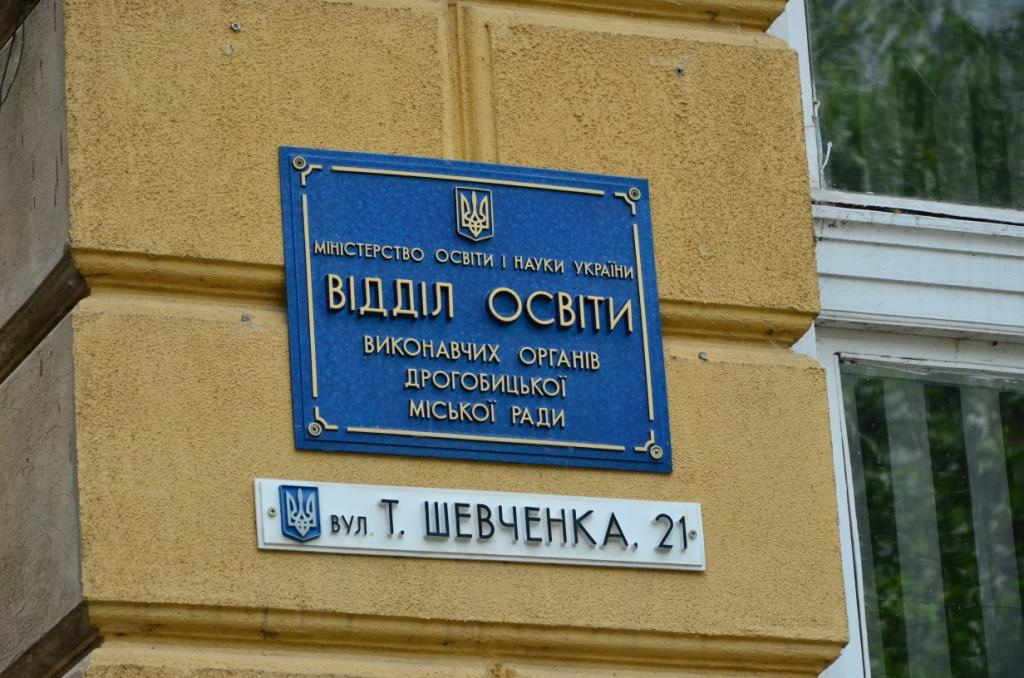 МІНІСТЕРСТВО ОСВІТИ І НАУКИ УКРАЇНИ
ВІДДІЛ ОСВІТИ
ВИКОНАВЧИХ ОРГАНІВ
ДРОГОБИЦЬКОЇ
МІСЬКОЇ РАДИ
ВУЛ. Т. ШЕВЧЕНКА, 21